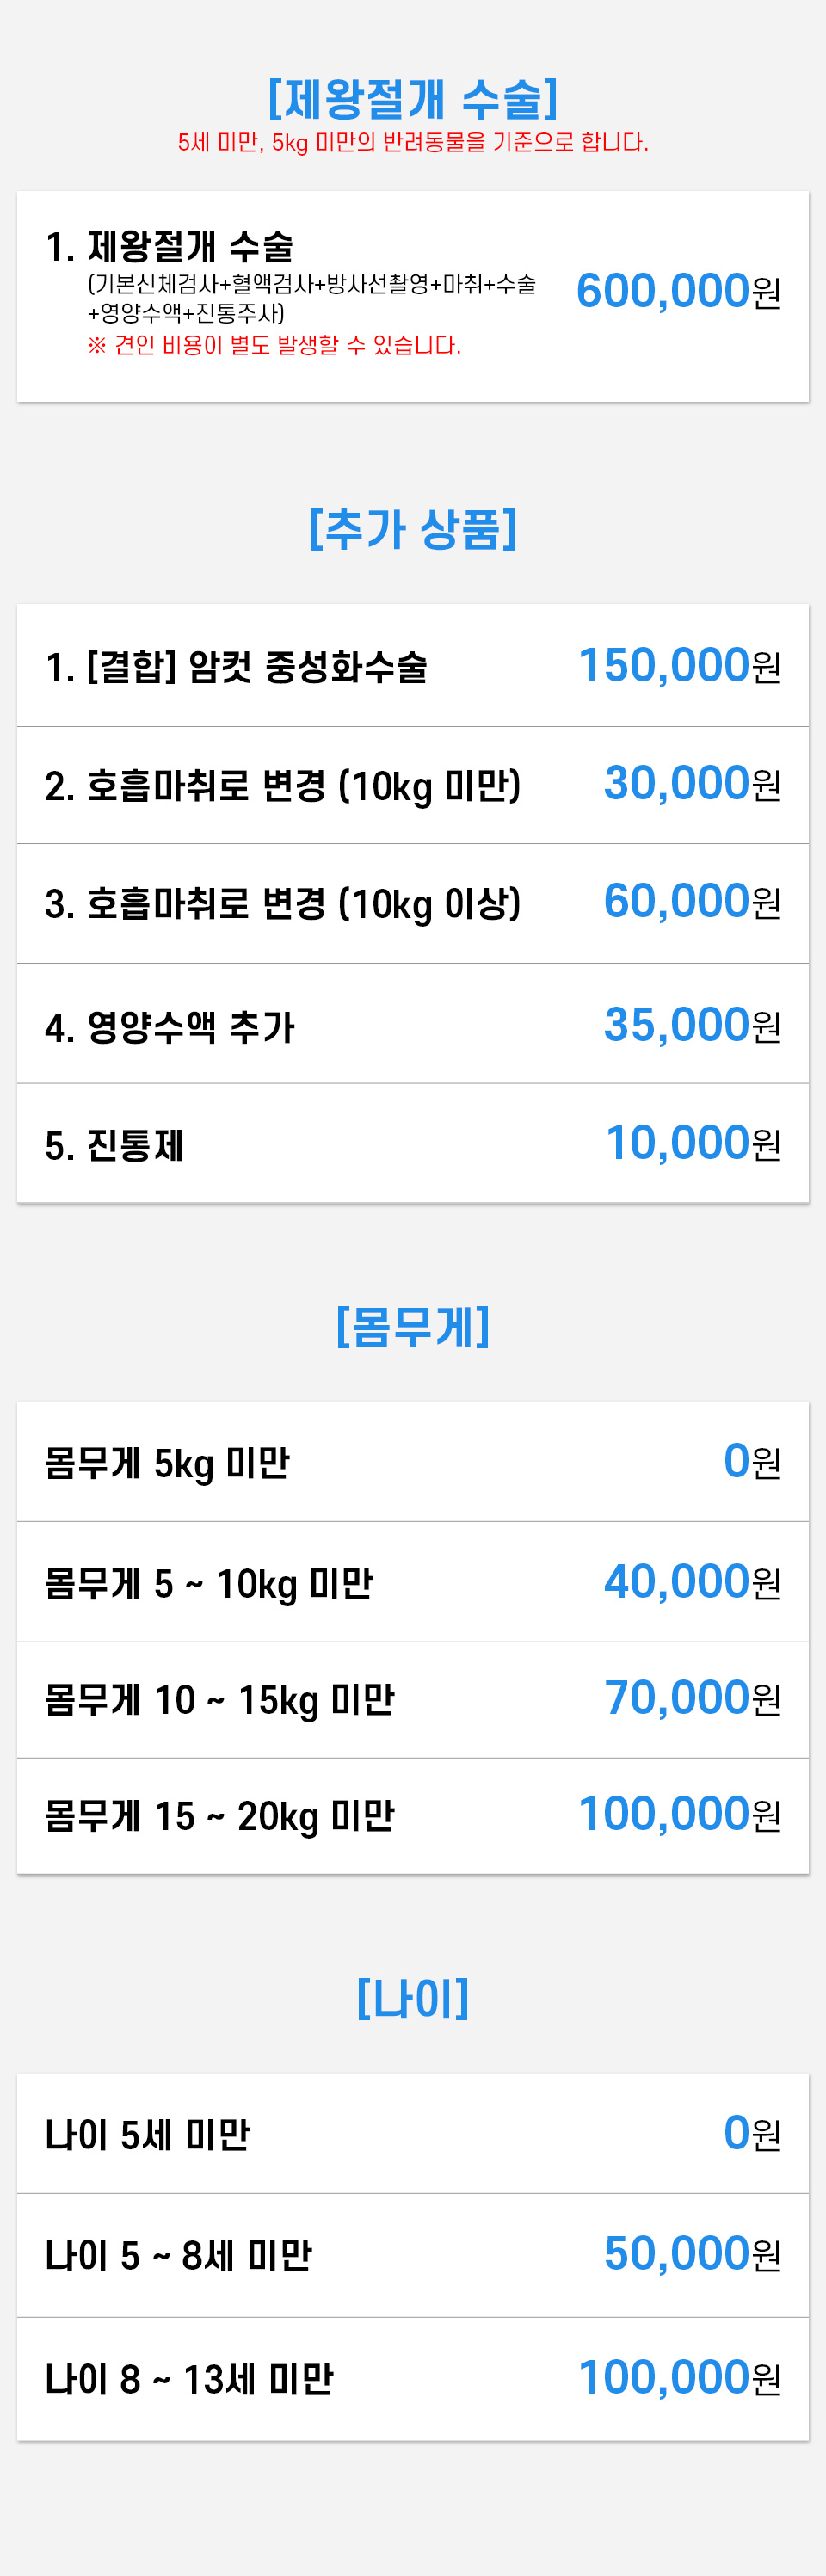 [제왕절개 수술]
5세 미만, 5kg 미만의 반려동물을 기준으로 합니다.
1. 제왕절개 수술
(기본신체검사+혈액검사+방사선촬영+마취+수술
+영양수액+진통주사)
600,000원
※ 견인 비용이 별도 발생할 수 있습니다.
[추가 상품]
1. [결합] 암컷 중성화수술 150,000원
2. 호흡마취로 변경 (10kg 미만) 30,000원
3. 호흡마취로 변경 (10kg 이상) 60,000원
4. 영양수액 추가 35,000원
5. 진통제 10,000원
[몸무게]
몸무게 5kg 미만 0원
몸무게 5 ~ 10kg 미만 40,000원
몸무게 10 ~ 15kg 미만 70,000원
몸무게 15 ~ 20kg 미만 100,000원
[나이]
나이 5세 미만 0원
나이 5 ~ 8세 미만 50,000원
나이 8 ~ 13세 미만 100,000원